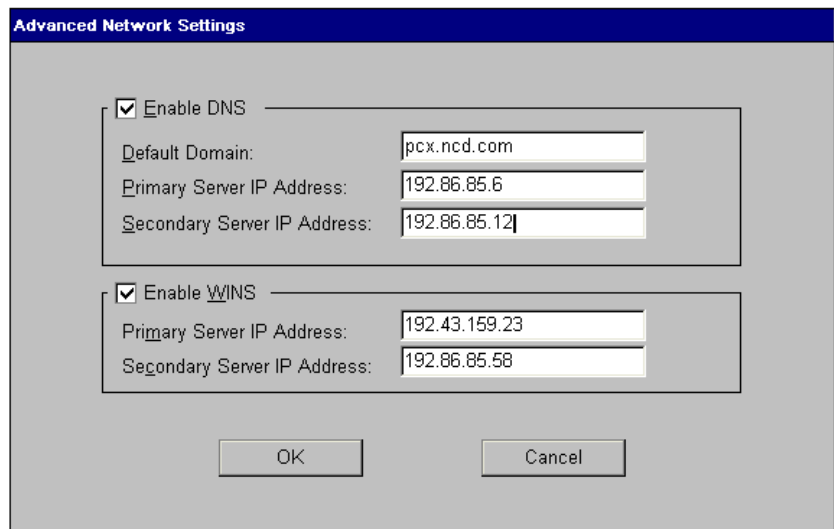 Advanced Network Settings
Enable DNS
Default Domain: pcx.ncd.com
Primary Server IP Address: 192.86.85.6
Secondary Server IP Address: 192.86.85.12
Enable WINS
Primary Server IP Address: 192.43.159.23
Secondary Server IP Address: 192.86.85.58
OK Cancel